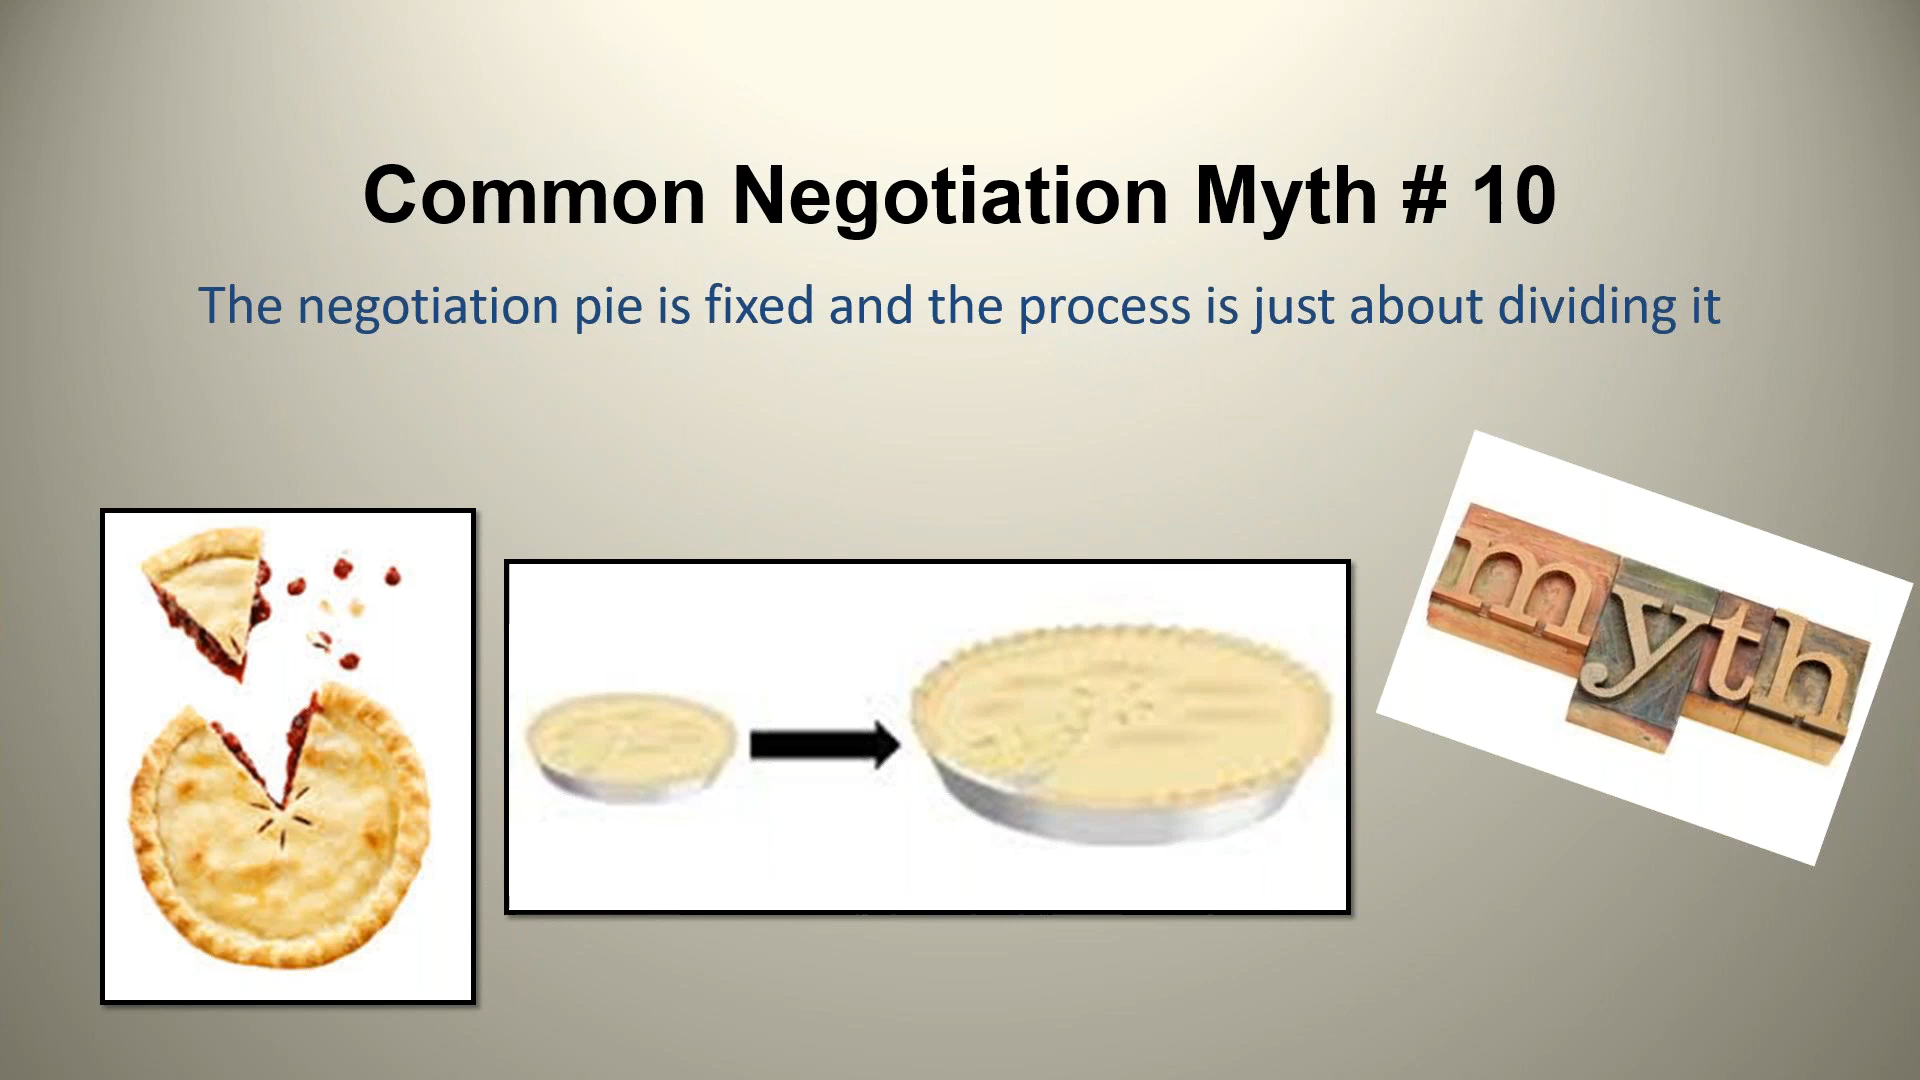 Common Negotiation Myth # 10
The negotiation pie is fixed and the process is just about dividing it
myth